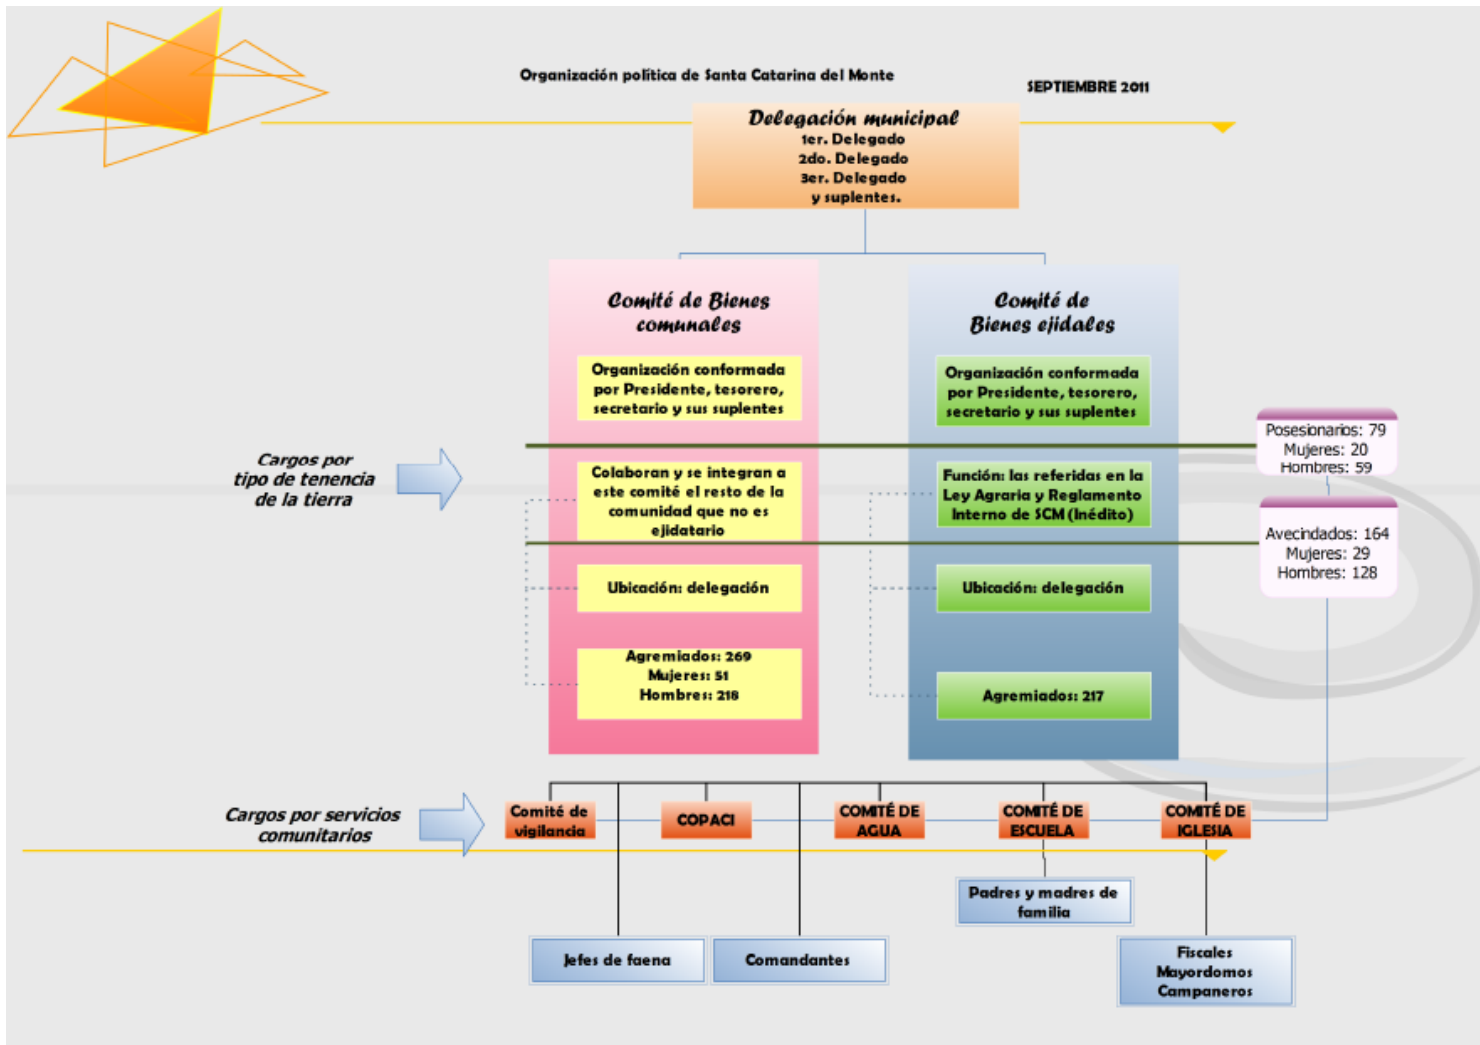 Organización política de Santa Catarina del Monte
SEPTIEMBRE 2011
Delegación municipal
1er. Delegado
2do. Delegado
3er. Delegado
y suplentes.
Comité de Bienes
comunales
Organización conformada
por Presidente, tesorero,
secretario y sus suplentes
Colaboran y se integran a
este comité el resto de la
comunidad que no es
ejidatario
Ubicación: delegación
Agremiados: 269
Mujeres: 51
Hombres: 218
Comité de
Bienes ejidales
Organización conformada
por Presidente, tesorero,
secretario y sus suplentes
Función: las referidas en la
Ley Agraria y Reglamento
Interno de SCM (Inédito)
Ubicación: delegación
Agremiados: 217
Posesionarios: 79
Mujeres: 20
Hombres: 59
Avecindados: 164
Mujeres: 29
Hombres: 128
Cargos por
tipo de tenencia
de la tierra
Cargos por servicios
comunitarios
Comité de
vigilancia
COPACI
COMITÉ DE
AGUA
COMITÉ DE
ESCUELA
COMITÉ DE
IGLESIA
Padres y madres de
familia
Jefes de faena
Comandantes
Fiscales
Mayordomos
Campaneros